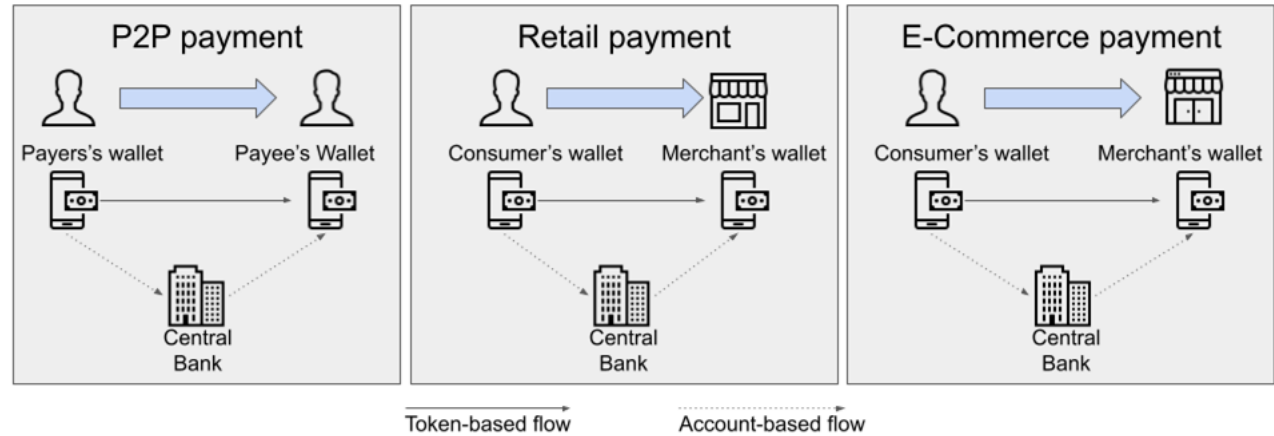 P2P payment
Payers's wallet
Payee's Wallet
Central
Bank
Retail payment
Consumer's wallet
Merchant's wallet
Central
Bank
E-Commerce payment
Consumer's wallet
Merchant's wallet
Central
Bank
Token-based flow
Account-based flow